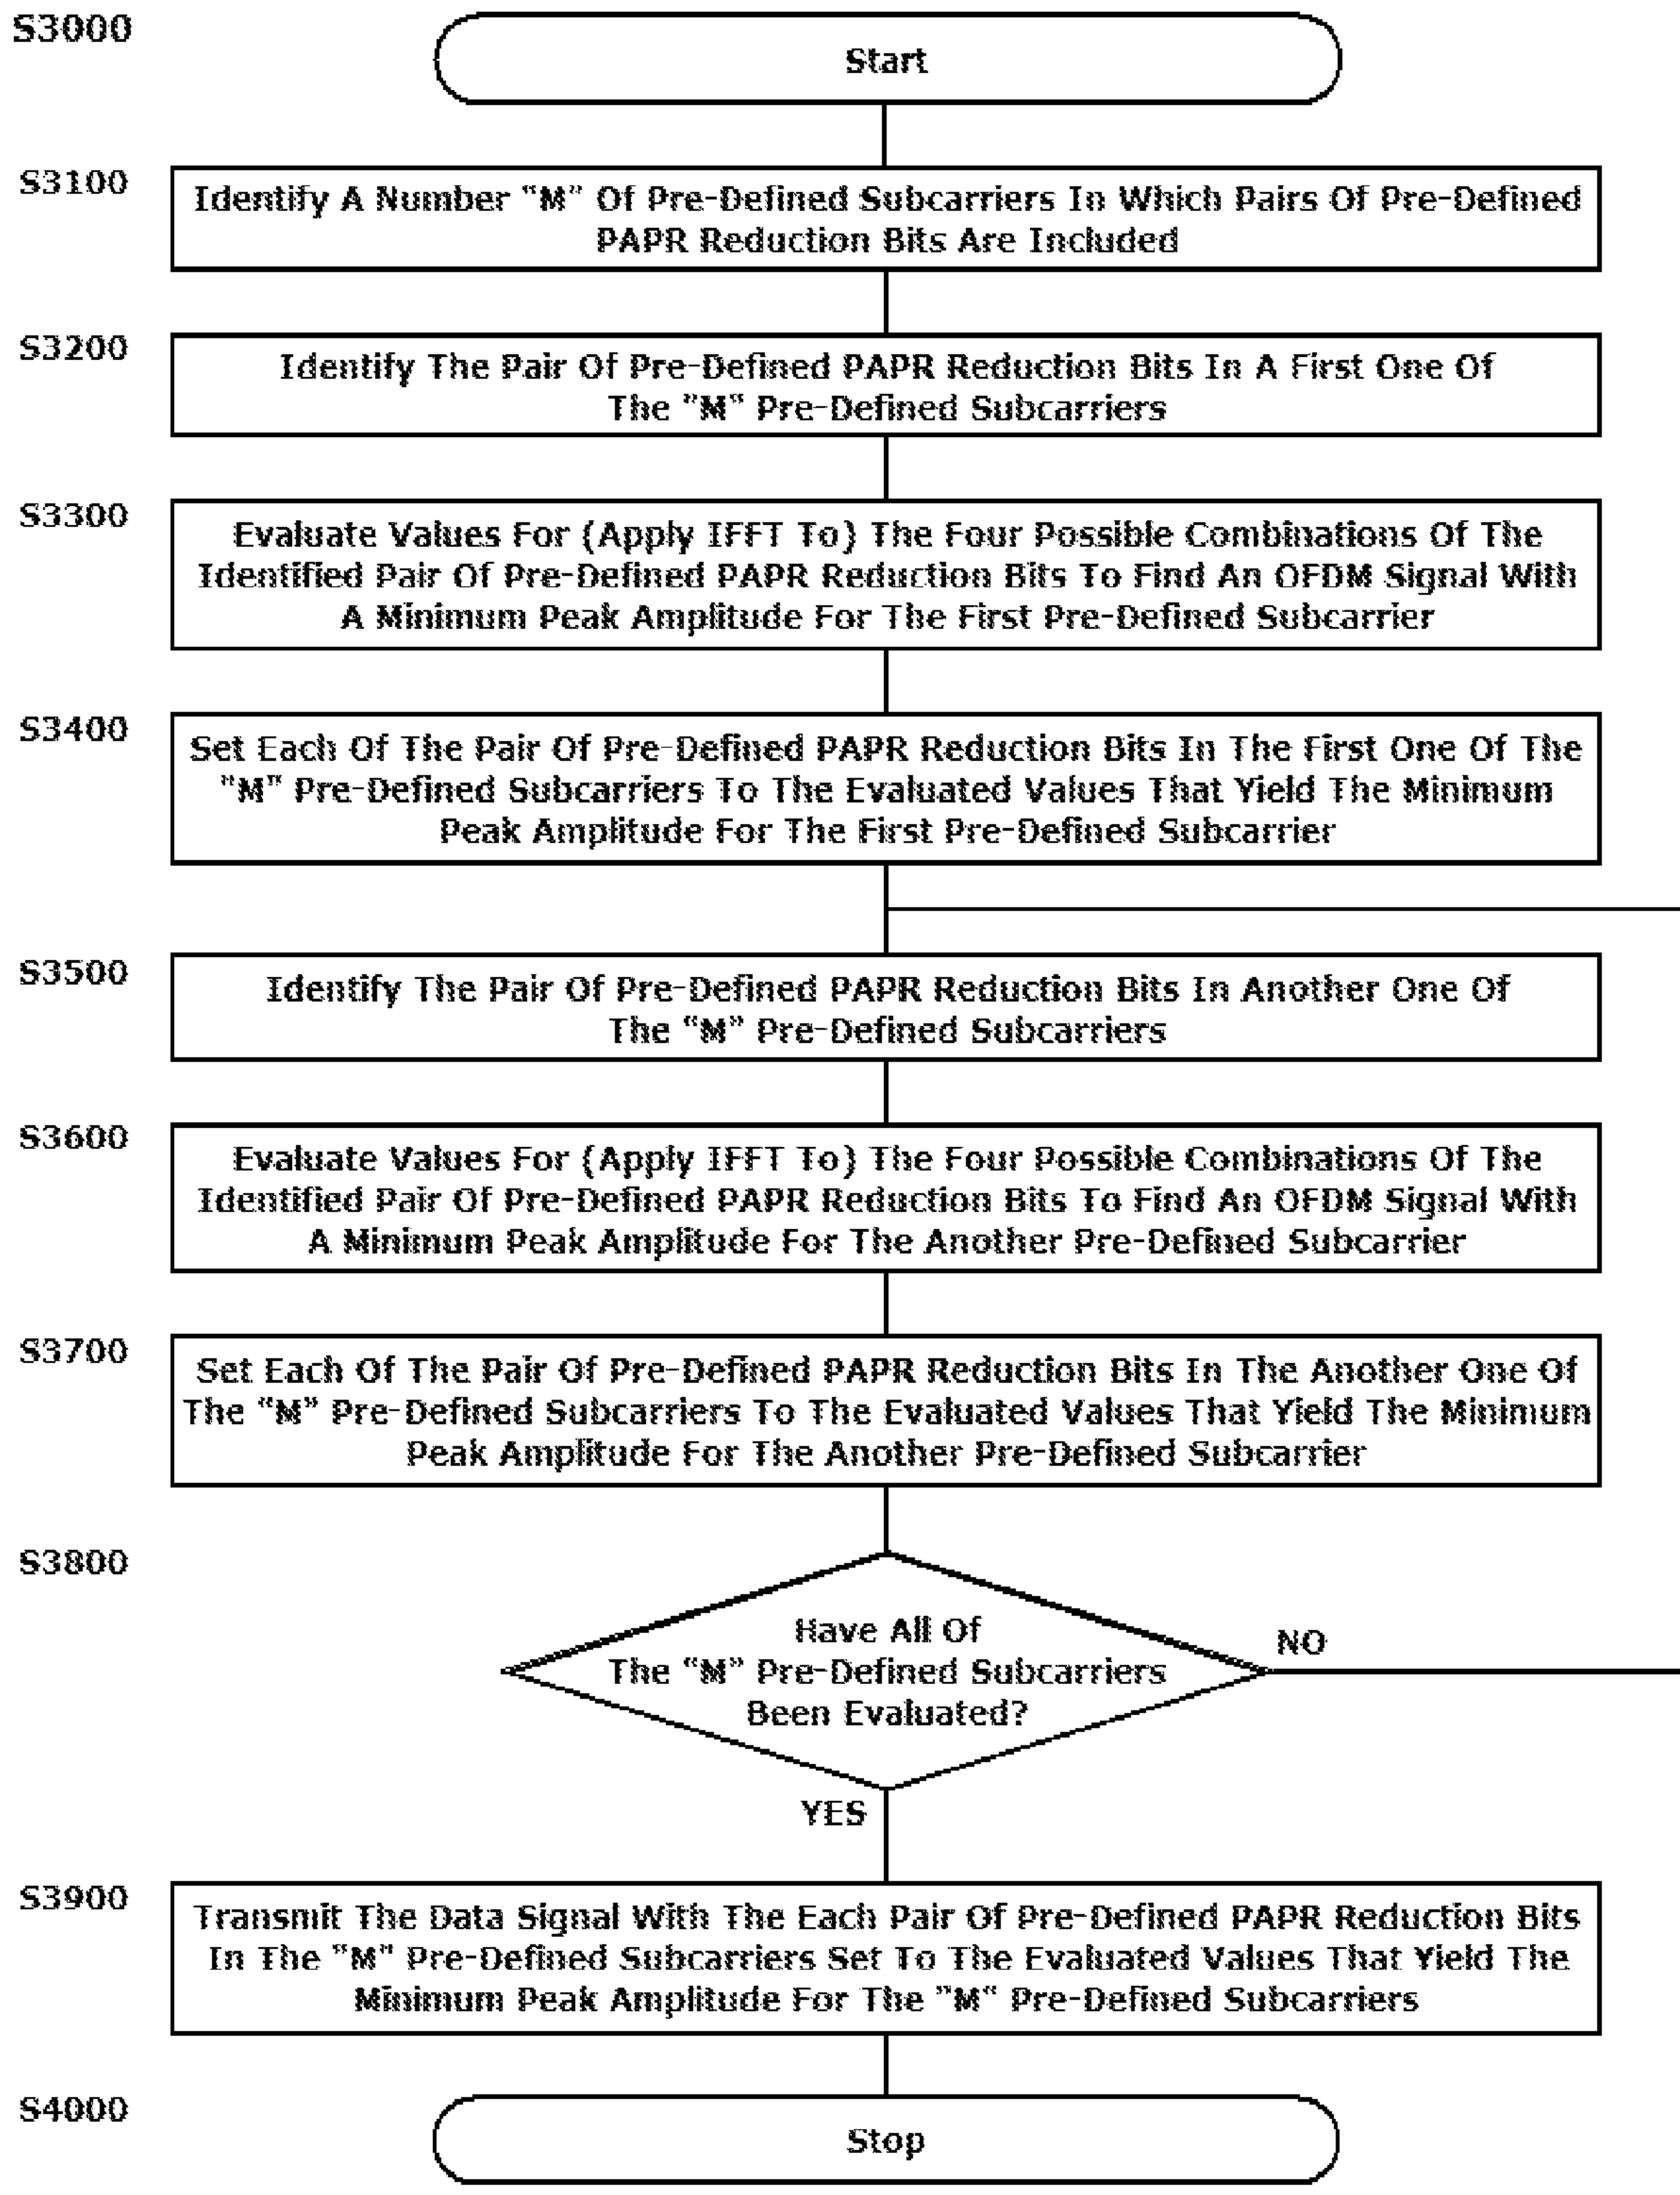 S3000
Start
S3100
Identify A Number "M" Of Pre-Defined Subcarriers In Which Pairs Of Pre-Defined
PAPR Reduction Bits Are Included
S3200
Identify The Pair Of Pre-Defined PAPR Reduction Bits In A First One Of
The "M" Pre-Defined Subcarriers
S3300
Evaluate Values For (Apply IFFT To) The Four Possible Combinations Of The
Identified Pair Of Pre-Defined PAPR Reduction Bits To Find An OFDM Signal With
A Minimum Peak Amplitude For The First Pre-Defined Subcarrier
S3400
Set Each Of The Pair Of Pre-Defined PAPR Reduction Bits In The First One Of The
"M" Pre-Defined Subcarriers To The Evaluated Values That Yield The Minimum
Peak Amplitude For The First Pre-Defined Subcarrier
S3500
Identify The Pair Of Pre-Defined PAPR Reduction Bits In Another One Of
The "M" Pre-Defined Subcarriers
S3600
Evaluate Values For (Apply IFFT To) The Four Possible Combinations Of The
Identified Pair Of Pre-Defined PAPR Reduction Bits To Find An OFDM Signal With
A Minimum Peak Amplitude For The Another Pre-Defined Subcarrier
S3700
Set Each Of The Pair Of Pre-Defined PAPR Reduction Bits In The Another One Of
The "M" Pre-Defined Subcarriers To The Evaluated Values That Yield The Minimum
Peak Amplitude For The Another Pre-Defined Subcarrier
S3800
Have All Of
The "M" Pre-Defined Subcarriers
Been Evaluated?
NO
YES
S3900
Transmit The Data Signal With The Each Pair Of Pre-Defined PAPR Reduction Bits
In The "M" Pre-Defined Subcarriers Set To The Evaluated Values That Yield The
Minimum Peak Amplitude For The "M" Pre-Defined Subcarriers
S4000
Stop